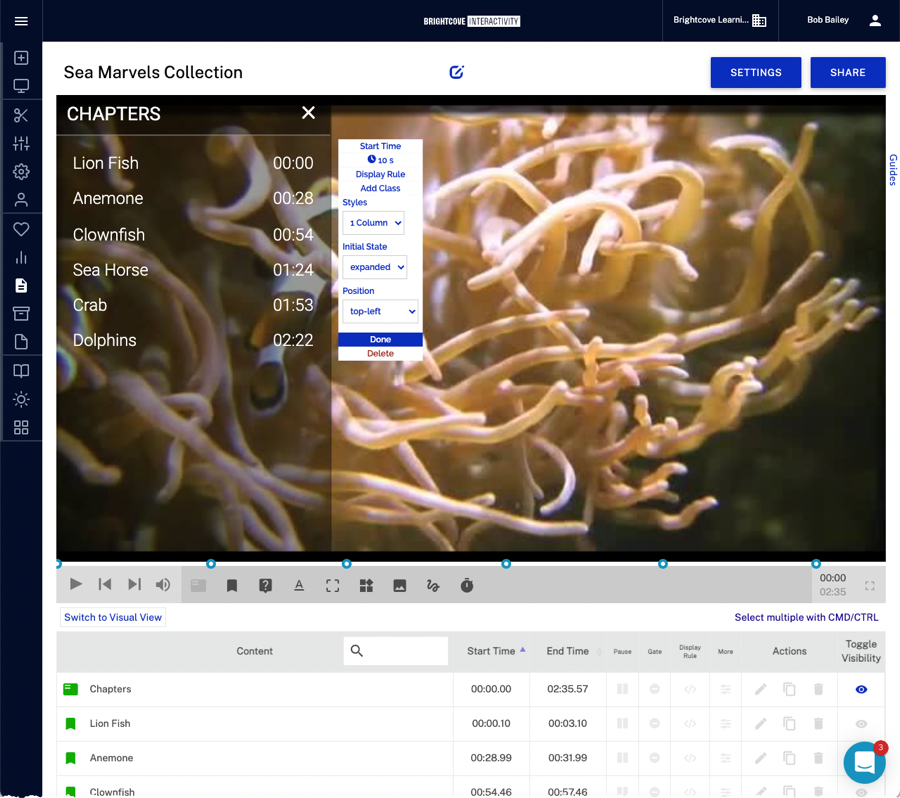 BRIGHTCOVE INTERACTIVITY
Brightcove Learni...
Bob Bailey
Sea Marvels Collection
SETTINGS
SHARE
Guides
CHAPTERS
Lion Fish 00:00
Anemone 00:28
Clownfish 00:54
Sea Horse 01:24
Crab 01:53
Dolphins 02:22
Start Time
10 s
Display Rule
Add Class
Styles
1 Column
Initial State
expanded
Position
top-left
Done
Delete
00:00
02:35
Switch to Visual View
Select multiple with CMD/CTRL
Content Start Time End Time Pause Gate Display Rule More Actions Toggle Visibility
Chapters 00:00.00 02:35.57
Lion Fish 00:00.10 00:03.10
Anemone 00:28.99 00:31.99
3
Clownfish 00:54.46 00:57.46